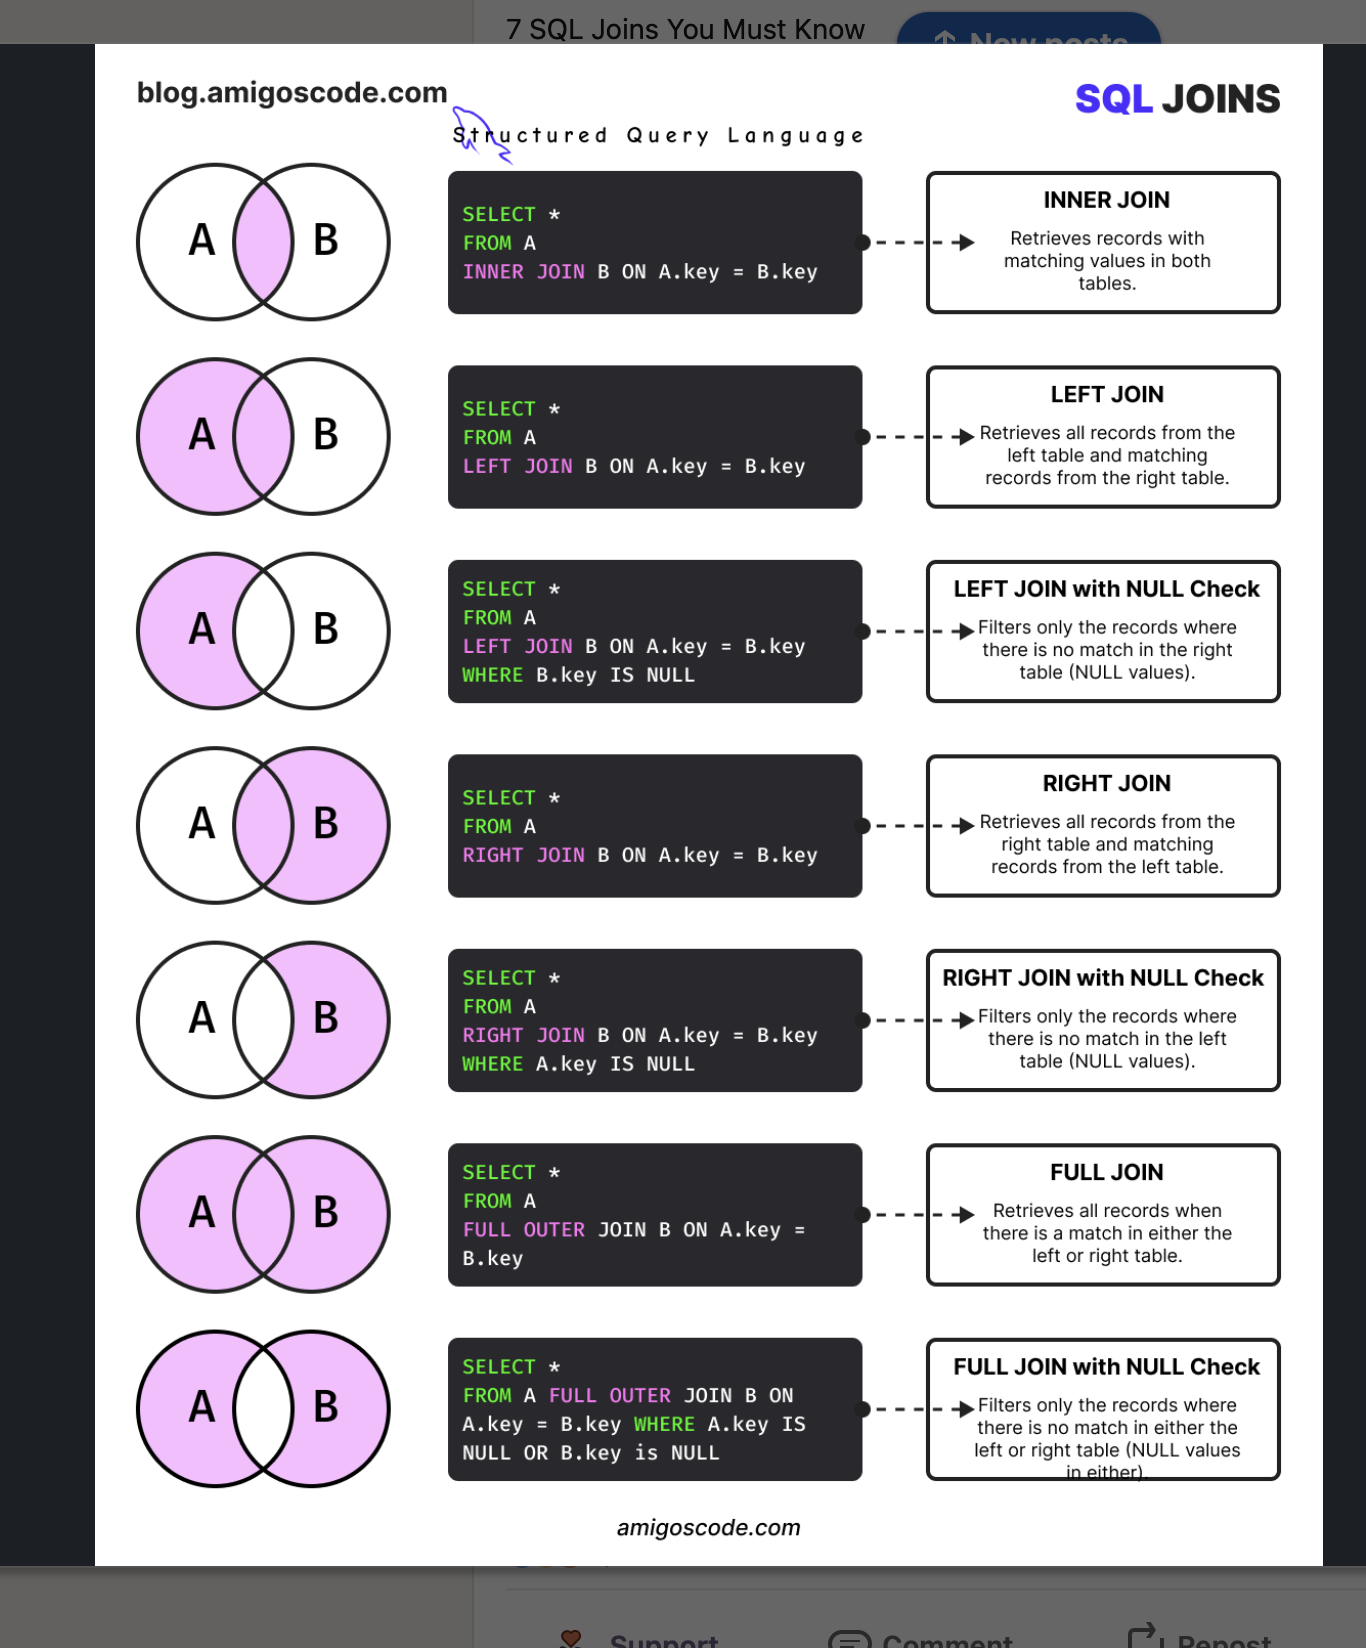 7 SQL Joins You Must Know
New posts
blog.amigoscode.com
SQL JOINS
Structured Query Language
A
B
SELECT *
FROM A
INNER JOIN B ON A.key = B.key
INNER JOIN
Retrieves records with
matching values in both
tables.
A
B
SELECT *
FROM A
LEFT JOIN B ON A.key = B.key
LEFT JOIN
Retrieves all records from the
left table and matching
records from the right table.
A
B
SELECT *
FROM A
LEFT JOIN B ON A.key = B.key
WHERE B.key IS NULL
LEFT JOIN with NULL Check
Filters only the records where
there is no match in the right
table (NULL values).
A
B
SELECT *
FROM A
RIGHT JOIN B ON A.key = B.key
RIGHT JOIN
Retrieves all records from the
right table and matching
records from the left table.
A
B
SELECT *
FROM A
RIGHT JOIN B ON A.key = B.key
WHERE A.key IS NULL
RIGHT JOIN with NULL Check
Filters only the records where
there is no match in the left
table (NULL values).
A
B
SELECT *
FROM A
FULL OUTER JOIN B ON A.key =
B.key
FULL JOIN
Retrieves all records when
there is a match in either the
left or right table.
A
B
SELECT *
FROM A FULL OUTER JOIN B ON
A.key = B.key WHERE A.key IS
NULL OR B.key is NULL
FULL JOIN with NULL Check
Filters only the records where
there is no match in either the
left or right table (NULL values
in either).
amigoscode.com
Support
Comment
Repost